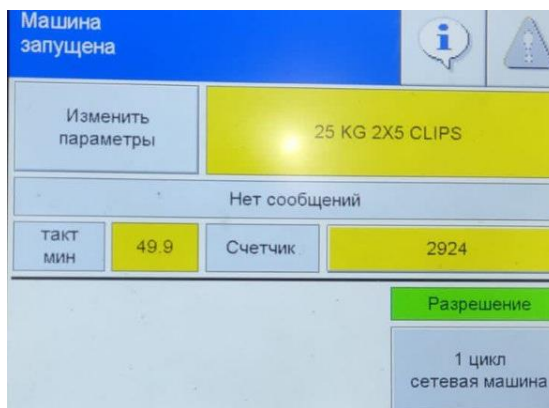 Машина
запущена
Изменить
параметры
25 KG 2X5 CLIPS
Нет сообщений
такт
мин
49.9
Счетчик
2924
Разрешение
1 цикл
сетевая машина